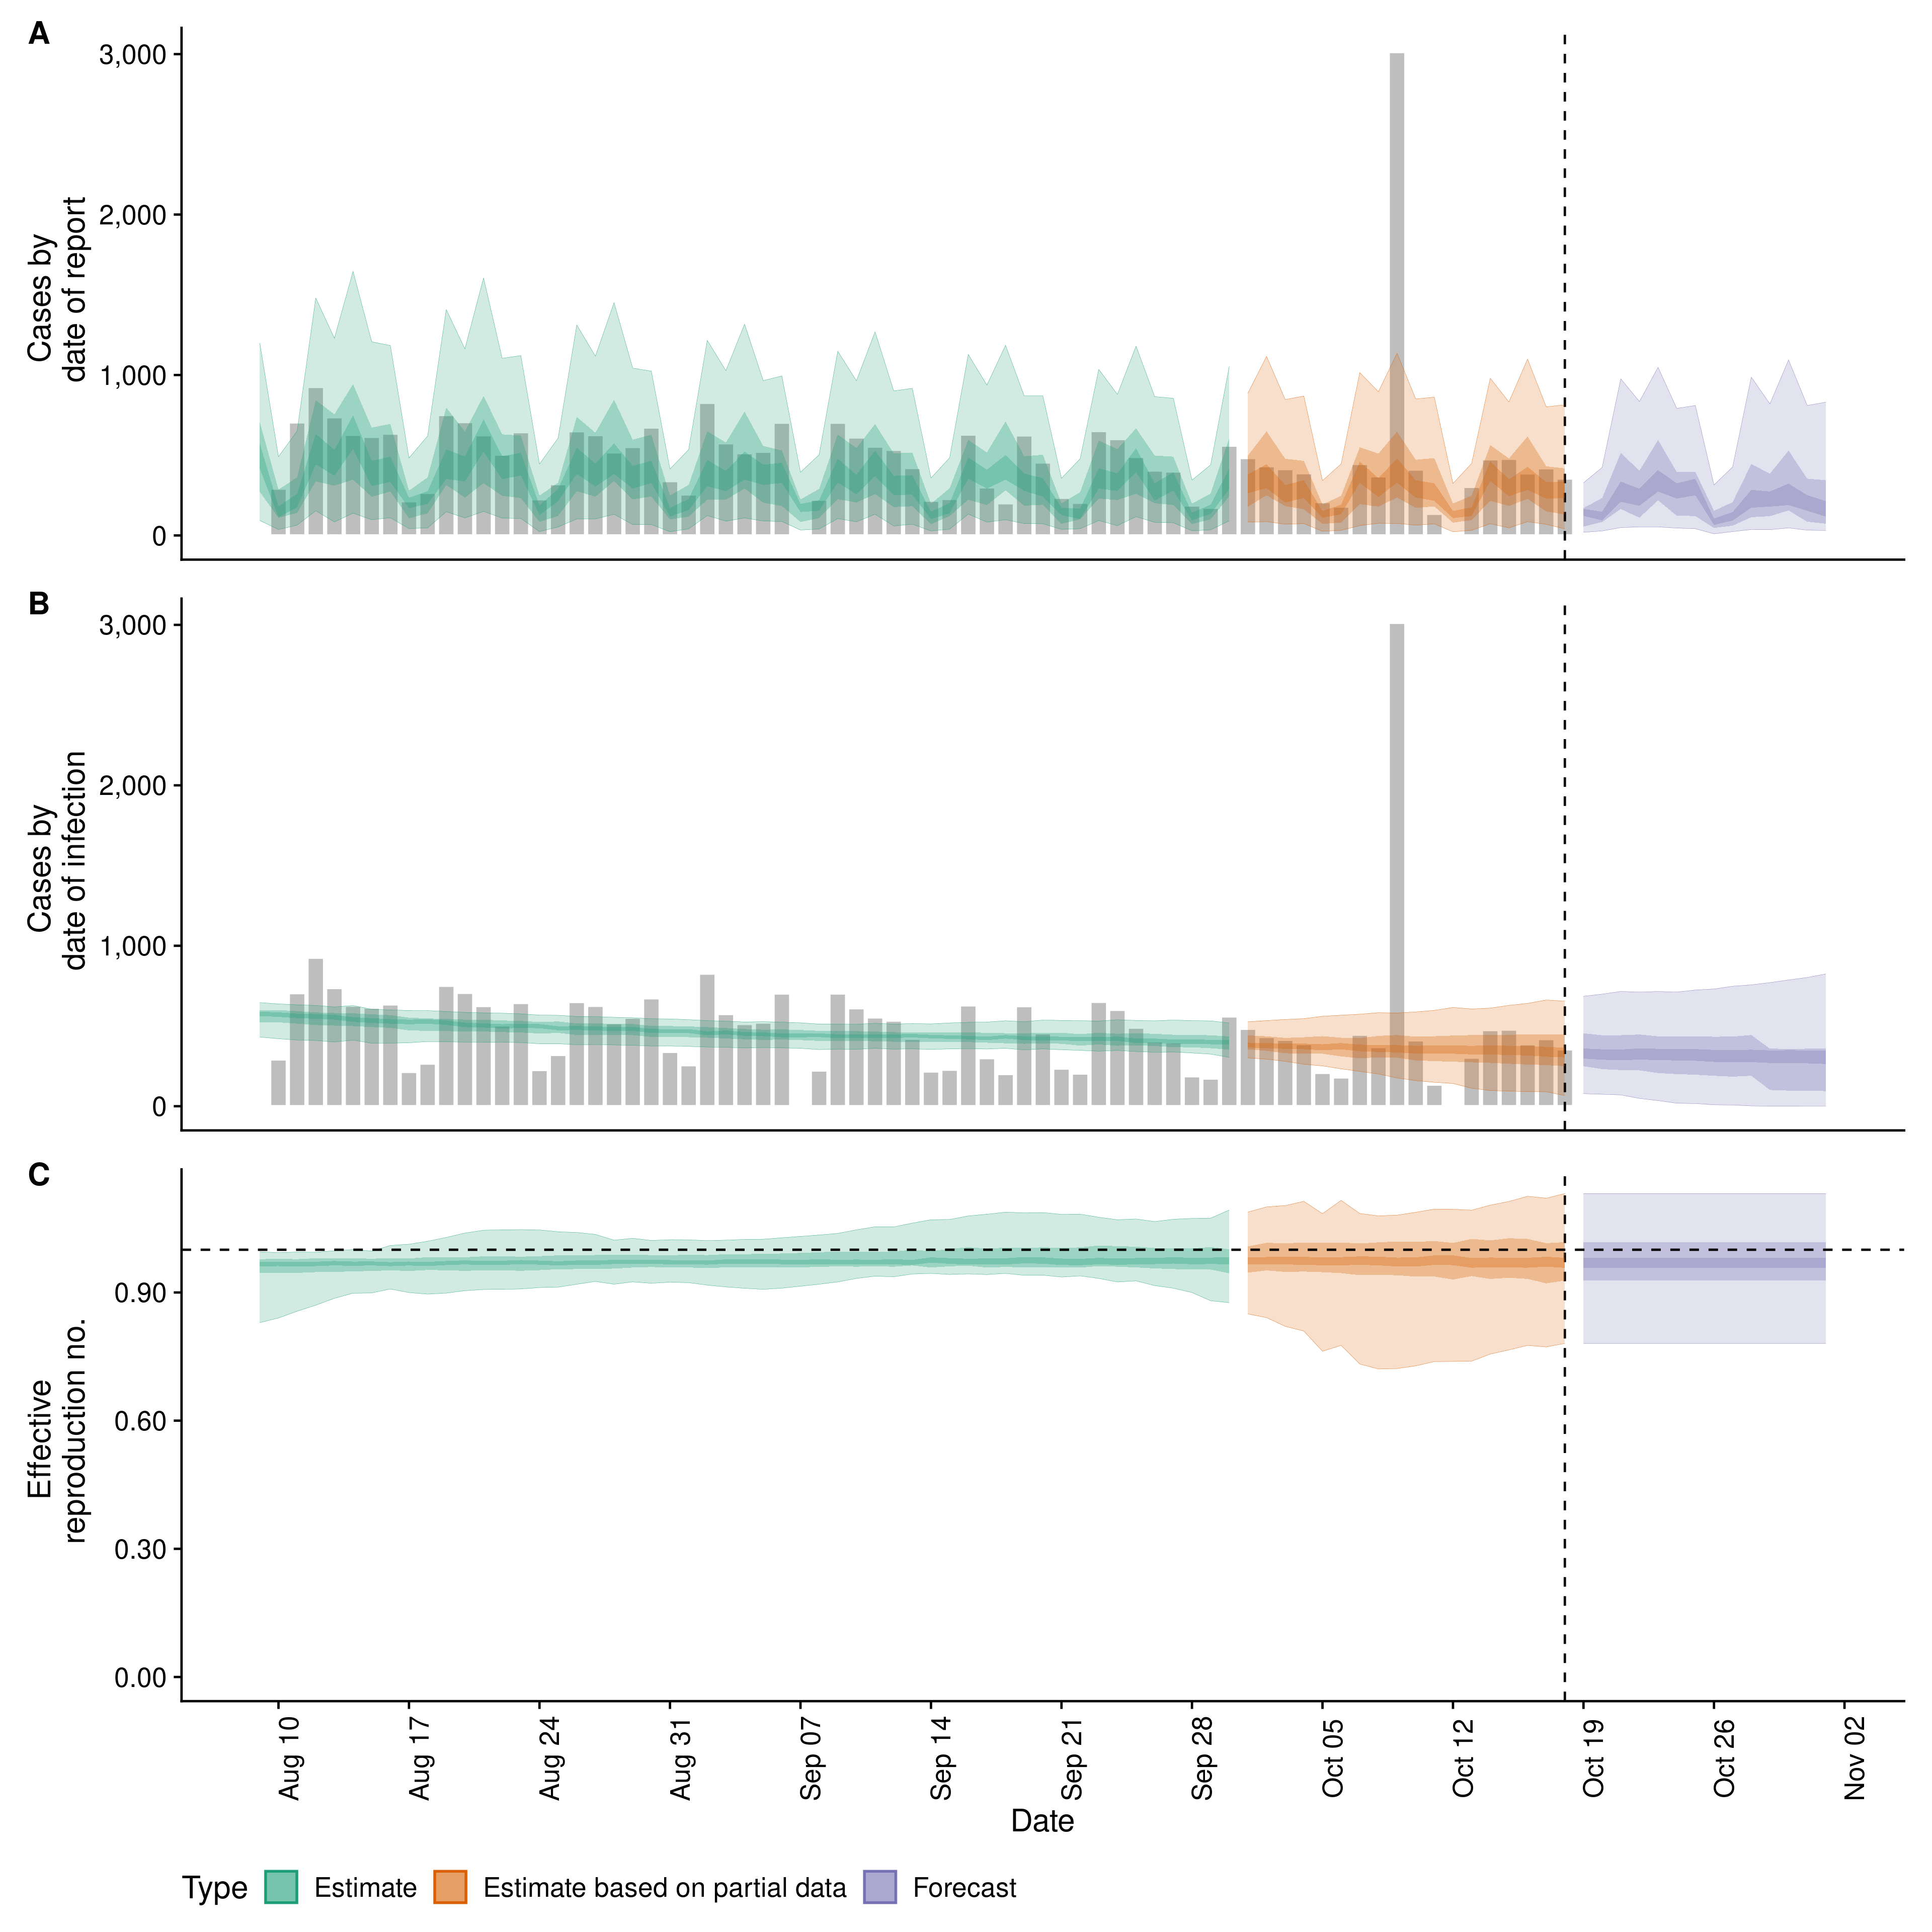 A
Cases by
date of report
3,000
2,000
1,000
0
B
Cases by
date of infection
3,000
2,000
1,000
0
C
Effective
reproduction no.
0.90
0.60
0.30
0.00
Aug 10
Aug 17
Aug 24
Aug 31
Sep 07
Sep 14
Sep 21
Sep 28
Oct 05
Oct 12
Oct 19
Oct 26
Nov 02
Date
Type Estimate Estimate based on partial data Forecast